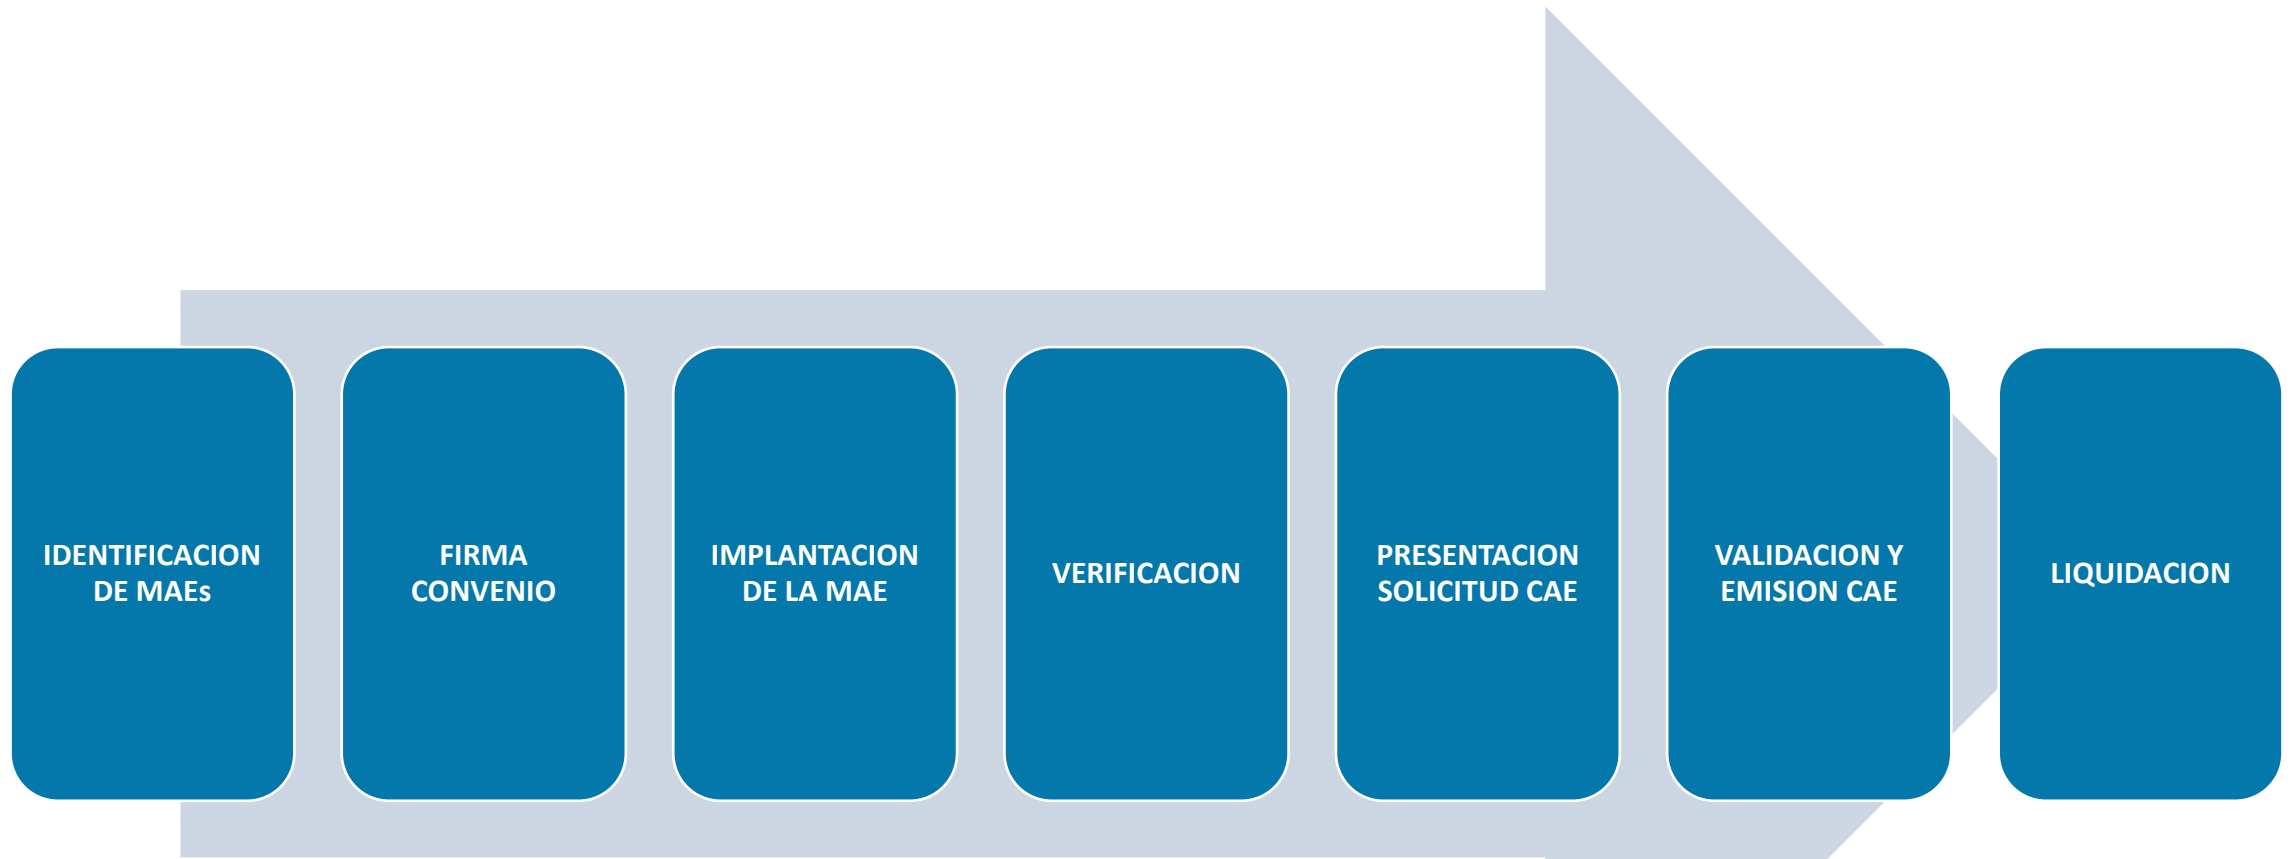 IDENTIFICACION
DE MAEs
FIRMA
CONVENIO
IMPLANTACION
DE LA MAE
VERIFICACION
PRESENTACION
SOLICITUD CAE
VALIDACION Y
EMISION CAE
LIQUIDACION